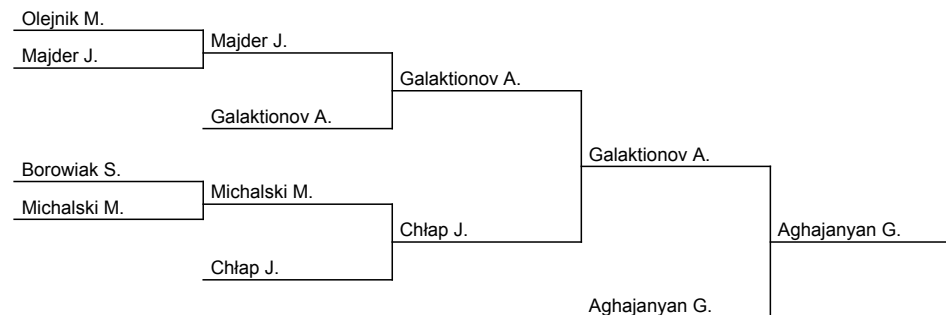 Olejnik M.
Majder J.
Majder J.
Galaktionov A.
Galaktionov A.
Galaktionov A.
Borowiak S.
Michalski M.
Michalski M.
Chłap J.
Aghajanyan G.
Chłap J.
Aghajanyan G.